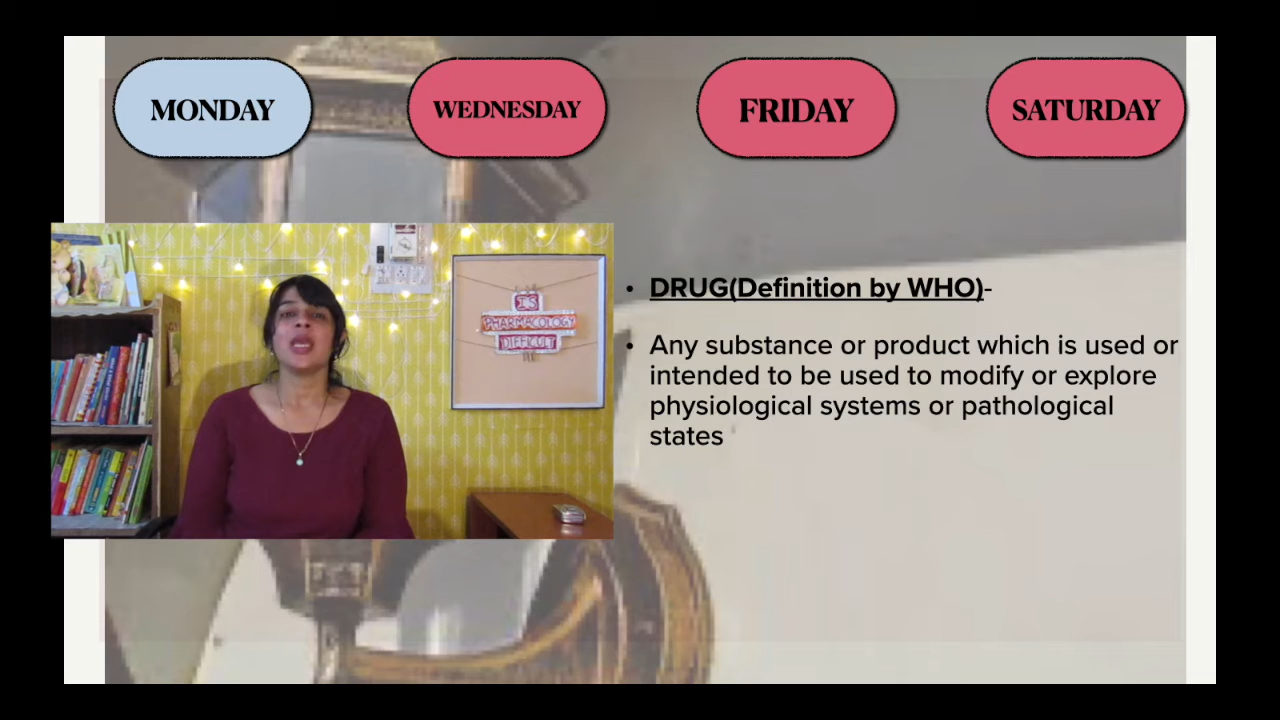 MONDAY
WEDNESDAY
FRIDAY
SATURDAY
IS
PHARMACOLOGY
DIFFICULT
• DRUG(Definition by WHO)-
• Any substance or product which is used or
intended to be used to modify or explore
physiological systems or pathological
states